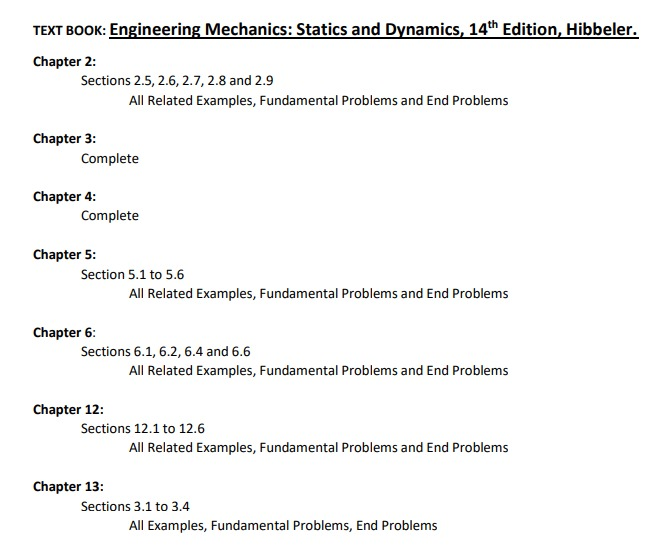 TEXT BOOK: Engineering Mechanics: Statics and Dynamics, 14th Edition, Hibbeler.
Chapter 2:
Sections 2.5, 2.6, 2.7, 2.8 and 2.9
All Related Examples, Fundamental Problems and End Problems
Chapter 3:
Complete
Chapter 4:
Complete
Chapter 5:
Section 5.1 to 5.6
All Related Examples, Fundamental Problems and End Problems
Chapter 6:
Sections 6.1, 6.2, 6.4 and 6.6
All Related Examples, Fundamental Problems and End Problems
Chapter 12:
Sections 12.1 to 12.6
All Related Examples, Fundamental Problems and End Problems
Chapter 13:
Sections 3.1 to 3.4
All Examples, Fundamental Problems, End Problems